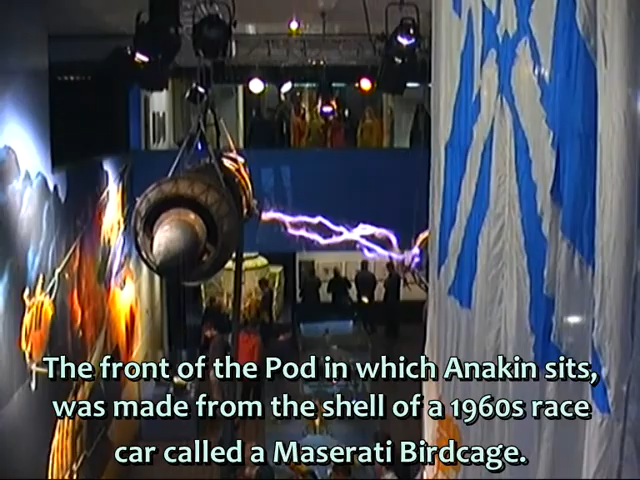 The front of the Pod in which Anakin sits,
was made from the shell of a 1960s race
car called a Maserati Birdcage.